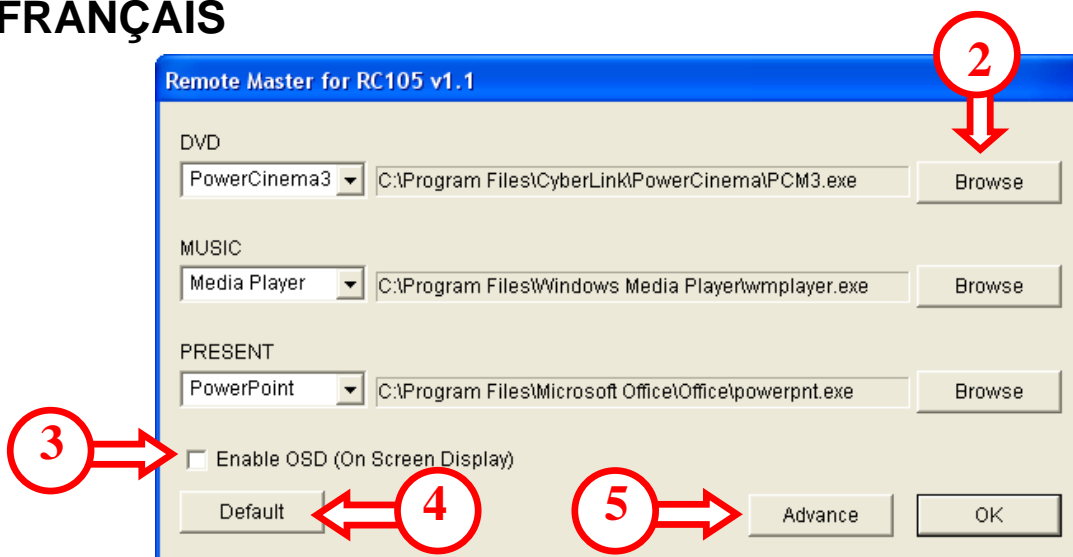 FRANÇAIS
2
Remote Master for RC105 v1.1
DVD
PowerCinema3 C:\Program Files\CyberLink\PowerCinema\PCM3.exe Browse
MUSIC
Media Player C:\Program Files\Windows Media Player\wmplayer.exe Browse
PRESENT
PowerPoint C:\Program Files\Microsoft Office\Office\powerpnt.exe Browse
3 Enable OSD (On Screen Display)
Default 4 5 Advance OK